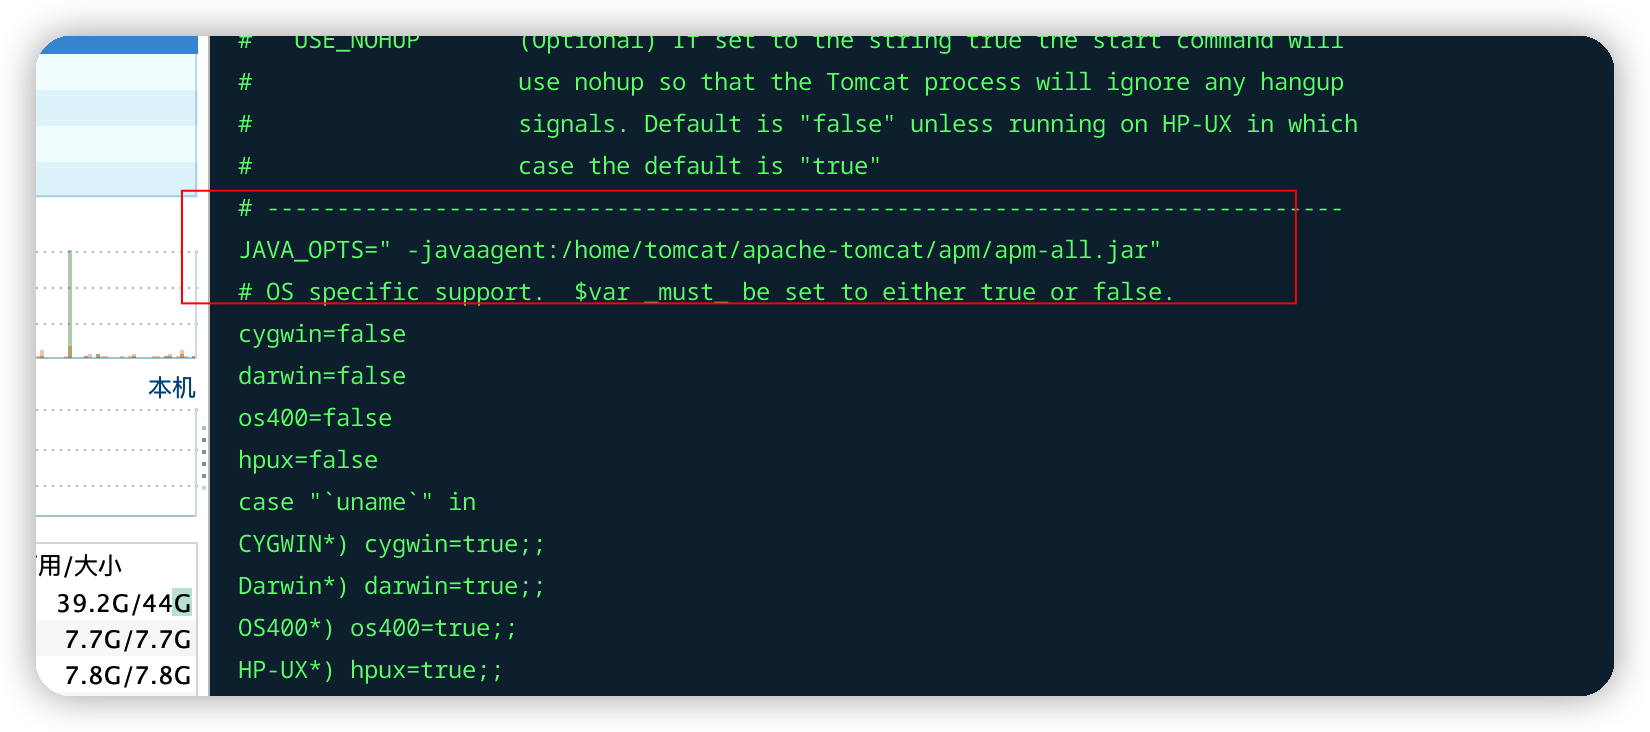 # USE_NOHUP (Optional) If set to the string true the start command will
# use nohup so that the Tomcat process will ignore any hangup
# signals. Default is "false" unless running on HP-UX in which
# case the default is "true"
# -----------------------------------------------------------------------------
JAVA_OPTS=" -javaagent:/home/tomcat/apache-tomcat/apm/apm-all.jar"
# OS specific support.  $var _must_ be set to either true or false.
cygwin=false
darwin=false
os400=false
hpux=false
case "`uname`" in
CYGWIN*) cygwin=true;;
Darwin*) darwin=true;;
OS400*) os400=true;;
HP-UX*) hpux=true;;
本机
用/大小
39.2G/44G
7.7G/7.7G
7.8G/7.8G